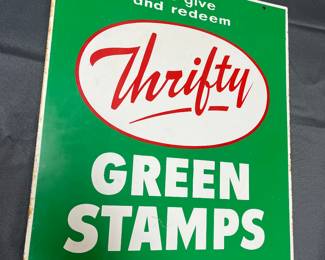 give
and redeem
Thrifty
GREEN
STAMPS